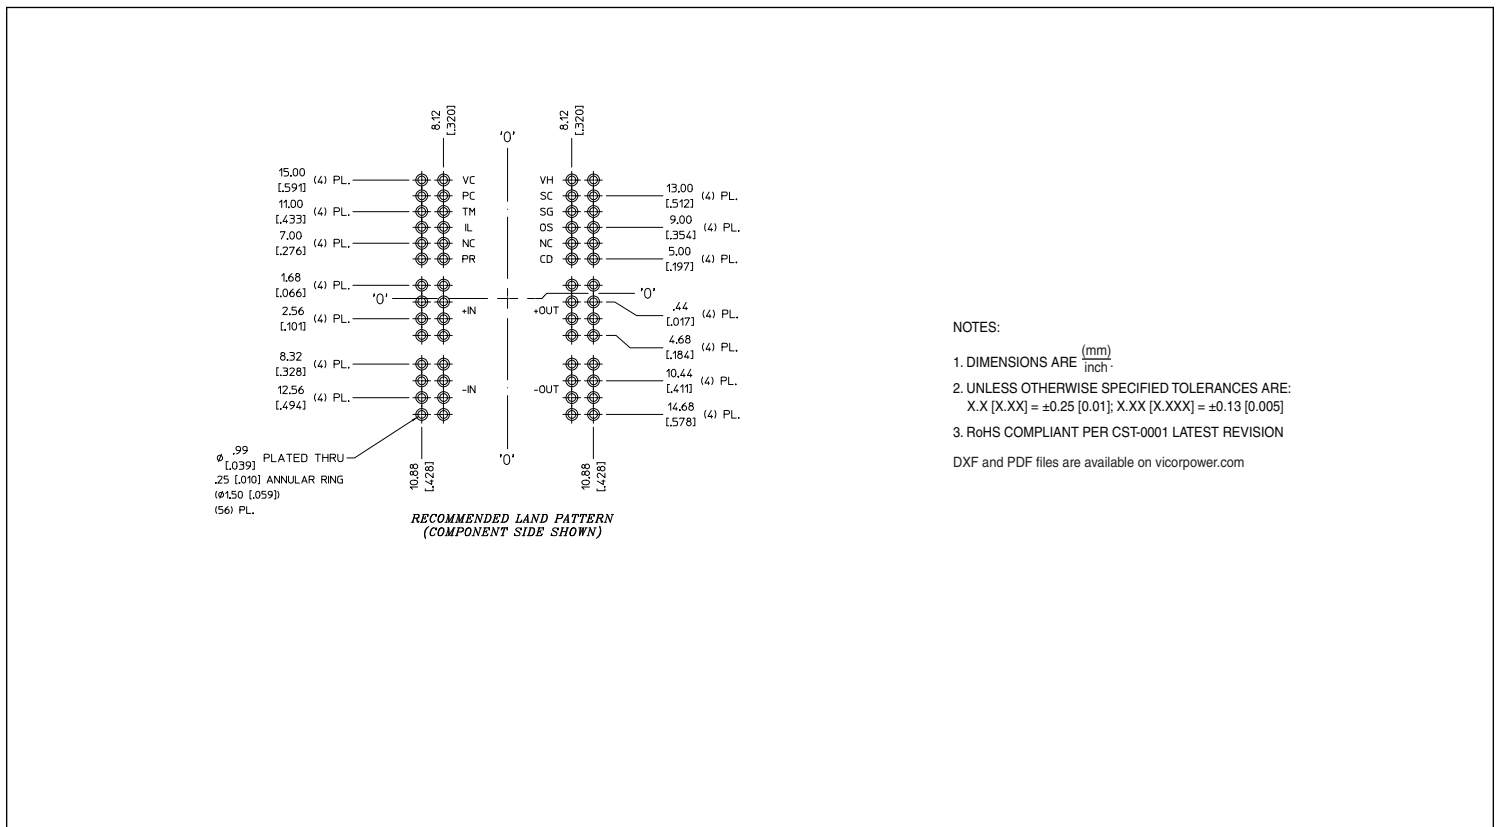 8.12
[.320]
8.12
[.320]
'0'
15.00
[.591]
(4) PL.
11.00
[.433]
(4) PL.
7.00
[.276]
(4) PL.
1.68
[.066]
(4) PL.
2.56
[.101]
(4) PL.
8.32
[.328]
(4) PL.
12.56
[.494]
(4) PL.
VC
PC
TM
IL
NC
PR
'0'
+IN
-IN
VH
SC
SG
OS
NC
CD
'0'
+OUT
-OUT
13.00
[.512]
(4) PL.
9.00
[.354]
(4) PL.
5.00
[.197]
(4) PL.
.44
[.017]
(4) PL.
4.68
[.184]
(4) PL.
10.44
[.411]
(4) PL.
14.68
[.578]
(4) PL.
ø .99
[.039]
PLATED THRU
.25 [.010] ANNULAR RING
(ø1.50 [.059])
(56) PL.
10.88
[.428]
'0'
10.88
[.428]
RECOMMENDED LAND PATTERN
(COMPONENT SIDE SHOWN)
NOTES:
1. DIMENSIONS ARE (mm)
inch.
2. UNLESS OTHERWISE SPECIFIED TOLERANCES ARE:
X.X [X.XX] = ±0.25 [0.01]; X.XX [X.XXX] = ±0.13 [0.005]
3. RoHS COMPLIANT PER CST-0001 LATEST REVISION
DXF and PDF files are available on vicorpower.com